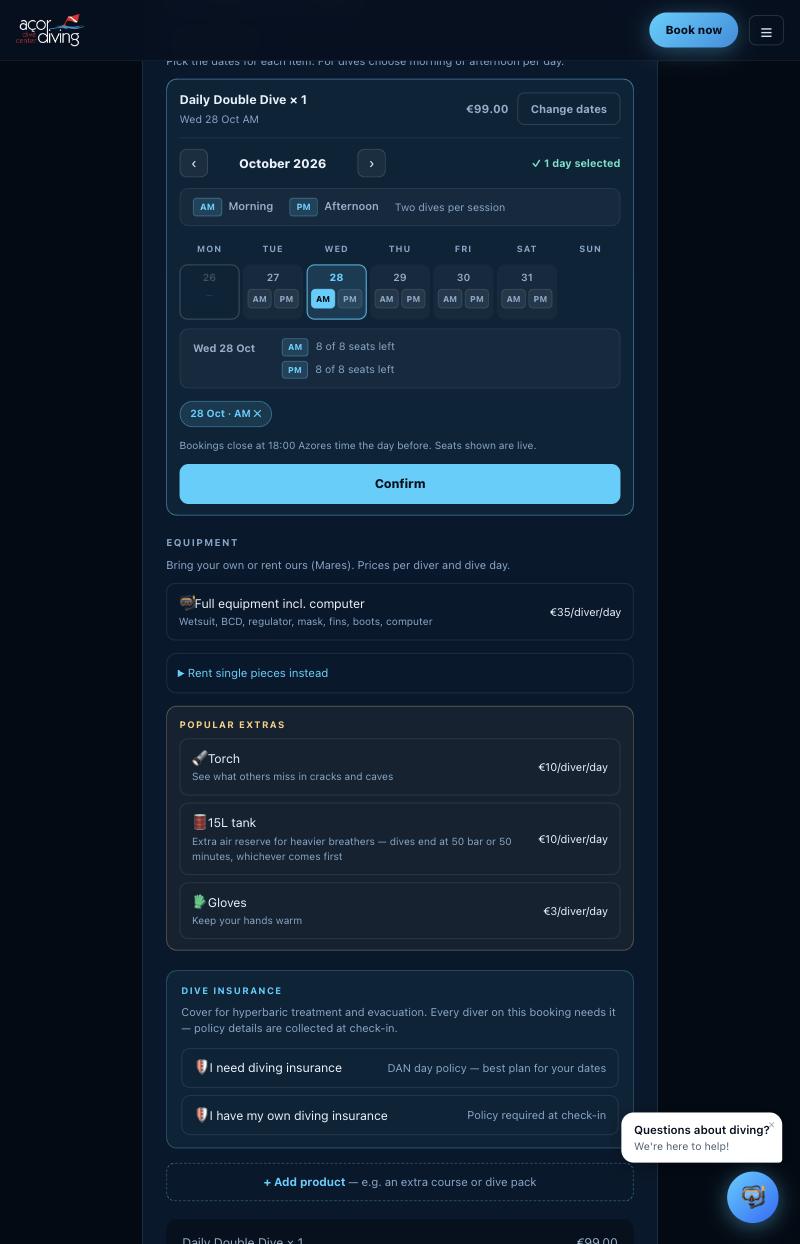 açor
dive
center
diving
Book now
Pick the dates for each item. For dives choose morning or afternoon per day.
Daily Double Dive × 1
Wed 28 Oct AM
€99.00
Change dates
‹
October 2026
›
✓ 1 day selected
AM Morning PM Afternoon Two dives per session
MON TUE WED THU FRI SAT SUN
26 27 28 29 30 31
– AM PM AM PM AM PM AM PM AM PM
Wed 28 Oct
AM 8 of 8 seats left
PM 8 of 8 seats left
28 Oct · AM ✕
Bookings close at 18:00 Azores time the day before. Seats shown are live.
Confirm
EQUIPMENT
Bring your own or rent ours (Mares). Prices per diver and dive day.
Full equipment incl. computer
Wetsuit, BCD, regulator, mask, fins, boots, computer
€35/diver/day
▶ Rent single pieces instead
POPULAR EXTRAS
Torch
See what others miss in cracks and caves
€10/diver/day
15L tank
Extra air reserve for heavier breathers — dives end at 50 bar or 50
minutes, whichever comes first
€10/diver/day
Gloves
Keep your hands warm
€3/diver/day
DIVE INSURANCE
Cover for hyperbaric treatment and evacuation. Every diver on this booking needs it
— policy details are collected at check-in.
I need diving insurance
DAN day policy — best plan for your dates
I have my own diving insurance
Policy required at check-in
Questions about diving?
×
We're here to help!
+ Add product — e.g. an extra course or dive pack
Daily Double Dive × 1
€99.00